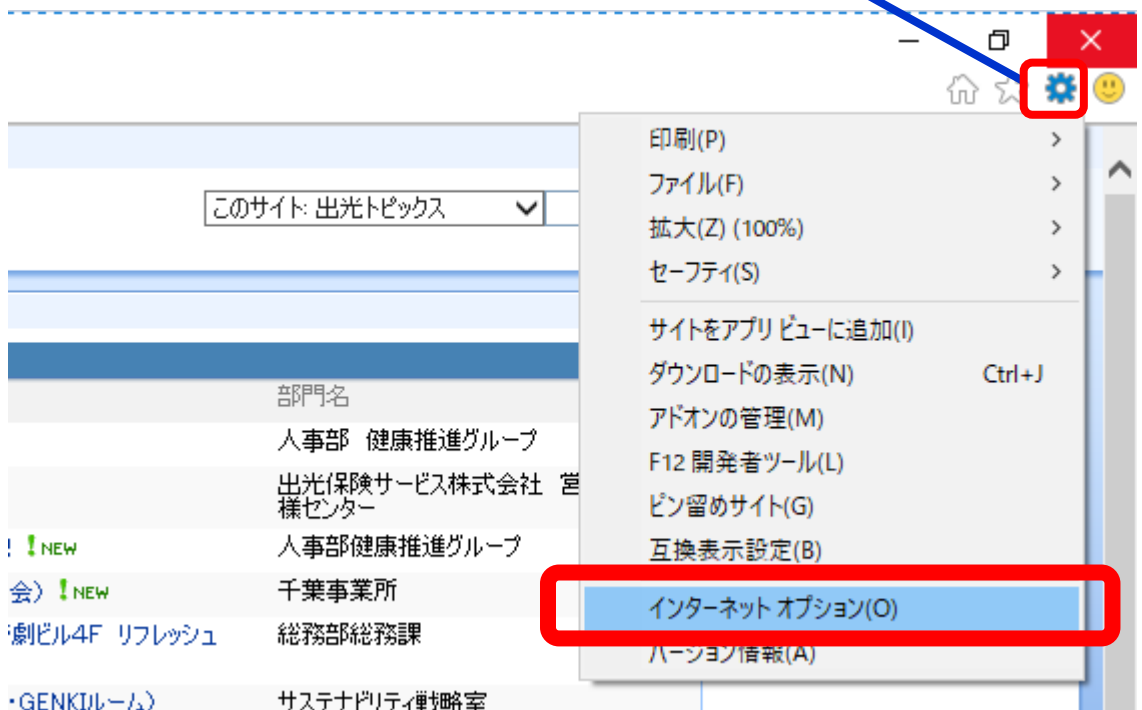 このサイト: 出光トピックス
印刷(P)
ファイル(F)
拡大(Z) (100%)
セーフティ(S)
サイトをアプリ ビューに追加(I)
ダウンロードの表示(N) Ctrl+J
アドオンの管理(M)
F12 開発者ツール(L)
ピン留めサイト(G)
互換表示設定(B)
インターネット オプション(O)
バージョン情報(A)
部門名
人事部 健康推進グループ
出光保険サービス株式会社 営
様センター
! NEW 人事部健康推進グループ
会) ! NEW 千葉事業所
劇ビル4F リフレッシュ 総務部総務課
・GENKIルーム) サステナビリティ戦略室